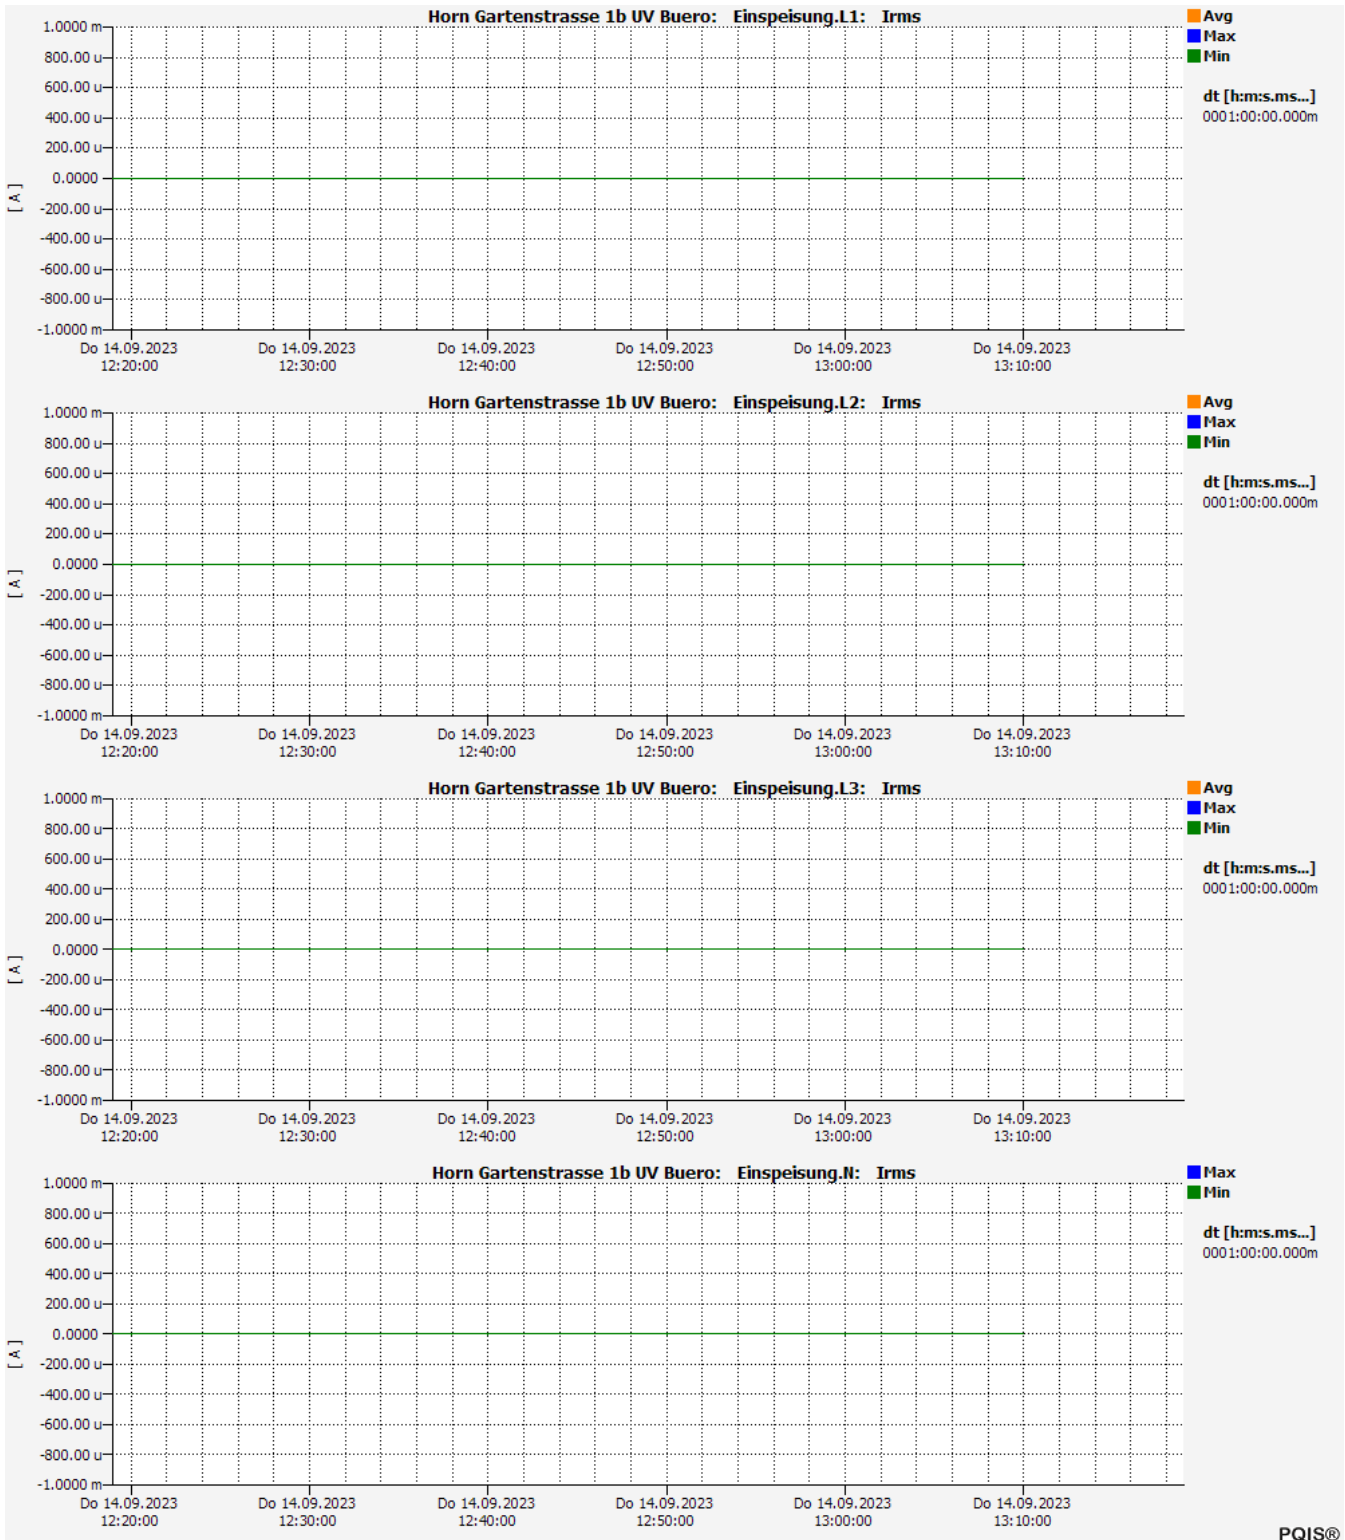 Horn Gartenstrasse 1b UV Buero: Einspeisung.L1: Irms
Avg
Max
Min
dt [h:m:s.ms...]
0001:00:00.000m
[ A ]
1.0000 m
800.00 u
600.00 u
400.00 u
200.00 u
0.0000
-200.00 u
-400.00 u
-600.00 u
-800.00 u
-1.0000 m
Do 14.09.2023 Do 14.09.2023 Do 14.09.2023 Do 14.09.2023 Do 14.09.2023 Do 14.09.2023
12:20:00 12:30:00 12:40:00 12:50:00 13:00:00 13:10:00
Horn Gartenstrasse 1b UV Buero: Einspeisung.L2: Irms
Avg
Max
Min
dt [h:m:s.ms...]
0001:00:00.000m
[ A ]
1.0000 m
800.00 u
600.00 u
400.00 u
200.00 u
0.0000
-200.00 u
-400.00 u
-600.00 u
-800.00 u
-1.0000 m
Do 14.09.2023 Do 14.09.2023 Do 14.09.2023 Do 14.09.2023 Do 14.09.2023 Do 14.09.2023
12:20:00 12:30:00 12:40:00 12:50:00 13:00:00 13:10:00
Horn Gartenstrasse 1b UV Buero: Einspeisung.L3: Irms
Avg
Max
Min
dt [h:m:s.ms...]
0001:00:00.000m
[ A ]
1.0000 m
800.00 u
600.00 u
400.00 u
200.00 u
0.0000
-200.00 u
-400.00 u
-600.00 u
-800.00 u
-1.0000 m
Do 14.09.2023 Do 14.09.2023 Do 14.09.2023 Do 14.09.2023 Do 14.09.2023 Do 14.09.2023
12:20:00 12:30:00 12:40:00 12:50:00 13:00:00 13:10:00
Horn Gartenstrasse 1b UV Buero: Einspeisung.N: Irms
Max
Min
dt [h:m:s.ms...]
0001:00:00.000m
[ A ]
1.0000 m
800.00 u
600.00 u
400.00 u
200.00 u
0.0000
-200.00 u
-400.00 u
-600.00 u
-800.00 u
-1.0000 m
Do 14.09.2023 Do 14.09.2023 Do 14.09.2023 Do 14.09.2023 Do 14.09.2023 Do 14.09.2023
12:20:00 12:30:00 12:40:00 12:50:00 13:00:00 13:10:00
PQIS®